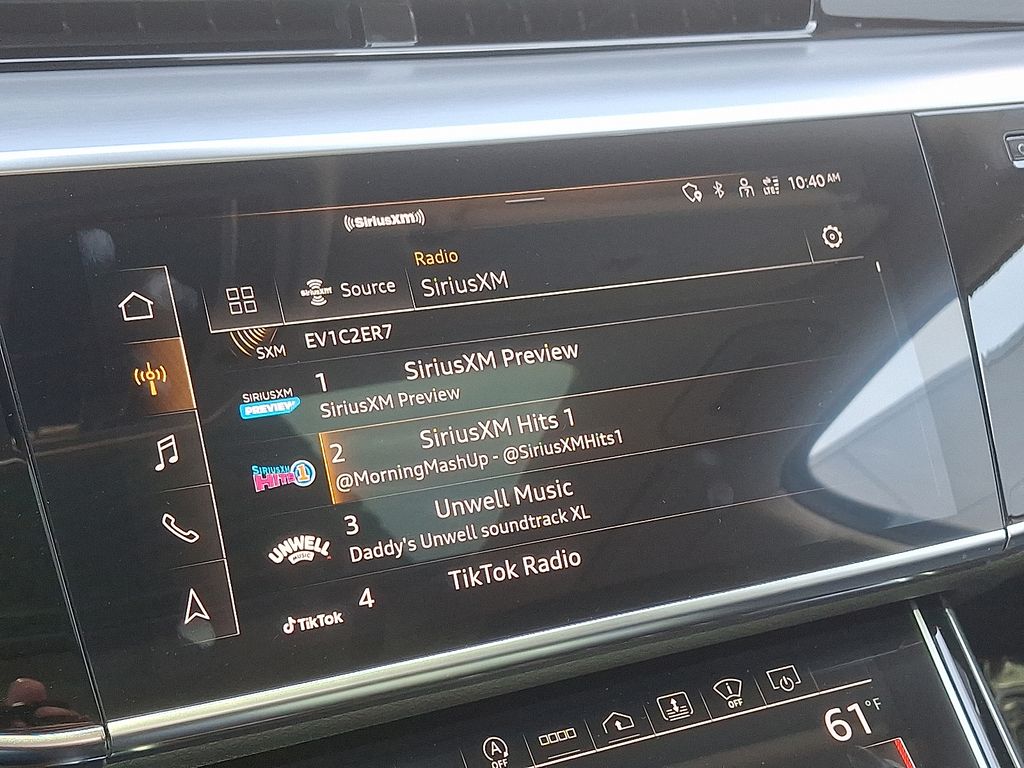 ((SiriusXM))
LTE
10:40 AM
Radio
SiriusXM
Source
SiriusXM
SXM
EV1C2ER7
SIRIUSXM
PREVIEW
1
SiriusXM Preview
SiriusXM Preview
SIRIUSXM
HITS 1
2
SiriusXM Hits 1
@MorningMashUp - @SiriusXMHits1
UNWELL
MUSIC
3
Unwell Music
Daddy's Unwell soundtrack XL
TikTok
4
TikTok Radio
A
OFF
OFF
61°F